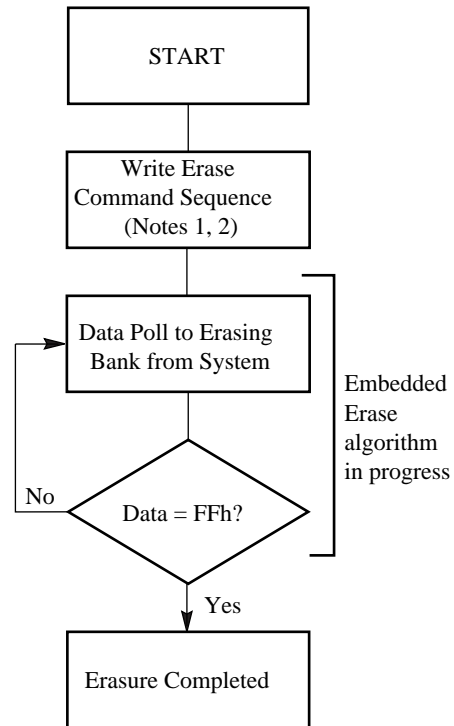 START
Write Erase
Command Sequence
(Notes 1, 2)
Data Poll to Erasing
Bank from System
Embedded
Erase
algorithm
in progress
No
Data = FFh?
Yes
Erasure Completed